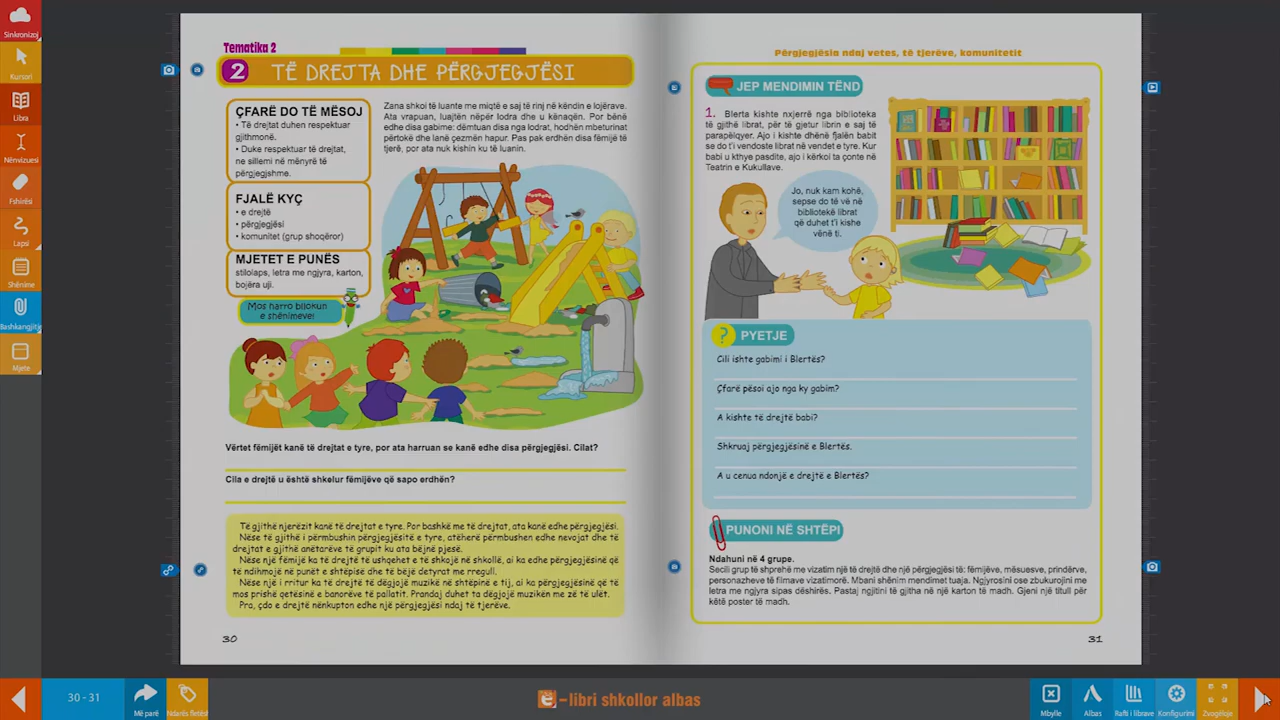 Sinkronizoj
Kursori
Libra
Nënvizuesi
Fshirësi
Lapsi
Shënime
Bashkangjitje
Mjete
Tematika 2
2 TË DREJTA DHE PËRGJEGJËSI
ÇFARË DO TË MËSOJ
• Të drejtat duhen respektuar
gjithmonë.
• Duke respektuar të drejtat,
ne sillemi në mënyrë të
përgjegjshme.
FJALË KYÇ
• e drejtë
• përgjegjësi
• komunitet (grup shoqëror)
MJETET E PUNËS
stilolaps, letra me ngjyra, karton,
bojëra uji.
Mos harro bllokun
e shënimeve!
Zana shkoi të luante me miqtë e saj të rinj në këndin e lojërave.
Ata vrapuan, luajtën nëpër lodra dhe u kënaqën. Por bënë
edhe disa gabime: dëmtuan disa nga lodrat, hodhën mbeturinat
përtokë dhe lanë çezmën hapur. Pas pak erdhën disa fëmijë të
tjerë, por ata nuk kishin ku të luanin.
Vërtet fëmijët kanë të drejtat e tyre, por ata harruan se kanë edhe disa përgjegjësi. Cilat?
Cila e drejtë u është shkelur fëmijëve që sapo erdhën?
Të gjithë njerëzit kanë të drejtat e tyre. Por bashkë me të drejtat, ata kanë edhe përgjegjësi.
Nëse të gjithë i përmbushin përgjegjësitë e tyre, atëherë përmbushen edhe nevojat dhe të
drejtat e gjithë anëtarëve të grupit ku ata bëjnë pjesë.
Nëse një fëmijë ka të drejtë të ushqehet e të shkojë në shkollë, ai ka edhe përgjegjësinë që
të ndihmojë në punët e shtëpisë dhe të bëjë detyrat me rregull.
Nëse një i rritur ka të drejtë të dëgjojë muzikë në shtëpinë e tij, ai ka përgjegjësinë që të
mos prishë qetësinë e banorëve të pallatit. Prandaj duhet ta dëgjojë muzikën me zë të ulët.
Pra, çdo e drejtë nënkupton edhe një përgjegjësi ndaj të tjerëve.
30
Përgjegjësia ndaj vetes, të tjerëve, komunitetit
JEP MENDIMIN TËND
1. Blerta kishte nxjerrë nga biblioteka
të gjithë librat, për të gjetur librin e saj të
parapëlqyer. Ajo i kishte dhënë fjalën babit
se do t'i vendoste librat në vendet e tyre. Kur
babi u kthye pasdite, ajo i kërkoi ta çonte në
Teatrin e Kukullave.
Jo, nuk kam kohë,
sepse do të vë në
bibliotekë librat
që duhet t'i kishe
vënë ti.
? PYETJE
Cili ishte gabimi i Blertës?
Çfarë pësoi ajo nga ky gabim?
A kishte të drejtë babi?
Shkruaj përgjegjësinë e Blertës.
A u cenua ndonjë e drejtë e Blertës?
PUNONI NË SHTËPI
Ndahuni në 4 grupe.
Secili grup të shprehë me vizatim një të drejtë dhe një përgjegjësi të: fëmijëve, mësueses, prindërve,
personazheve të filmave vizatimorë. Mbani shënim mendimet tuaja. Ngjyrosini ose zbukurojini me
letra me ngjyra sipas dëshirës. Pastaj ngjitini të gjitha në një karton të madh. Gjeni një titull për
këtë poster të madh.
31
30 - 31
Më parë
Ndarës fletësh
ë-libri shkollor albas
Mbylle
Albas
Rafti i librave
Konfigurimi
Zvogëloje